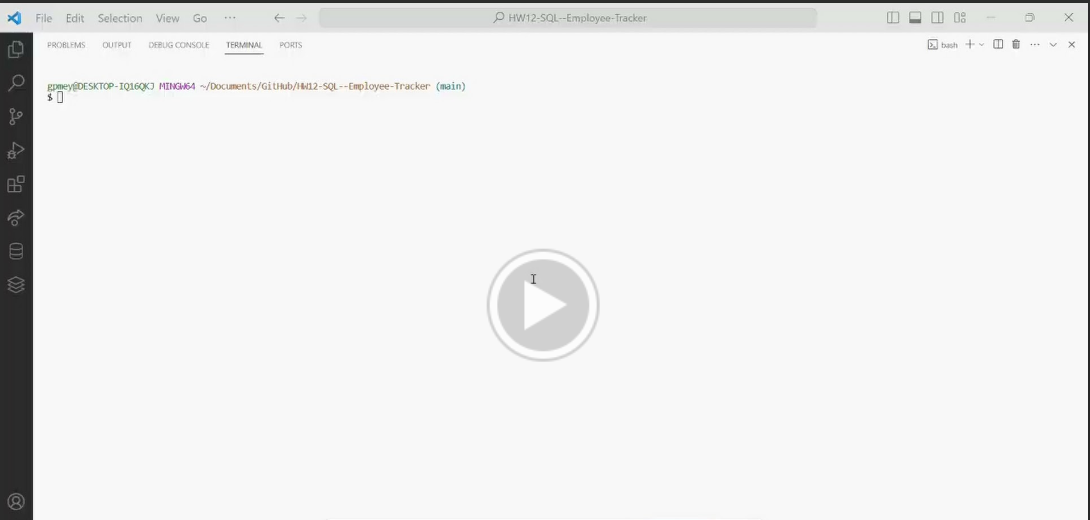 File Edit Selection View Go ··· HW12-SQL--Employee-Tracker
PROBLEMS OUTPUT DEBUG CONSOLE TERMINAL PORTS bash
gpmey@DESKTOP-IQ16QKJ MINGW64 ~/Documents/GitHub/HW12-SQL--Employee-Tracker (main)
$